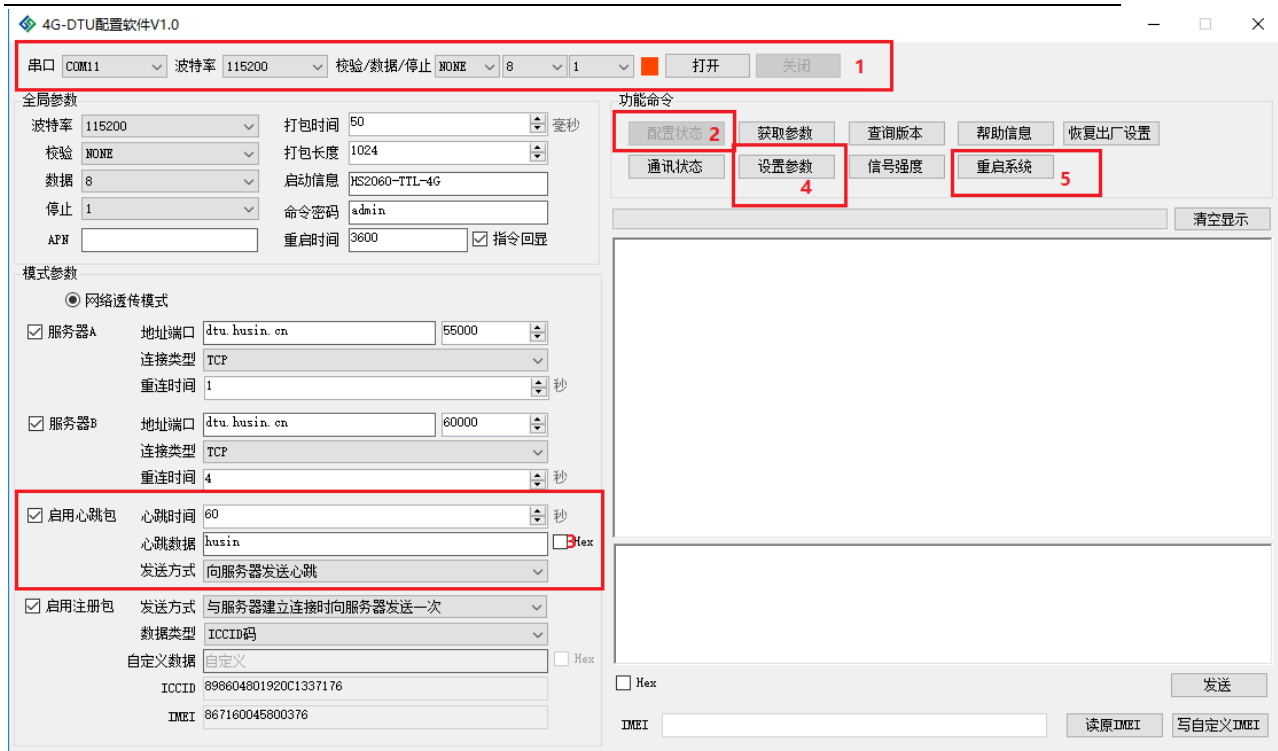 4G-DTU配置软件V1.0
串口 COM11 波特率 115200 校验/数据/停止 NONE 8 1 打开 关闭 1
全局参数
波特率 115200 打包时间 50 毫秒
校验 NONE 打包长度 1024
数据 8 启动信息 HS2060-TTL-4G
停止 1 命令密码 admin
APN 重启时间 3600 指令回显
模式参数
网络透传模式
服务器A 地址端口 dtu.husin.cn 55000
连接类型 TCP
重连时间 1 秒
服务器B 地址端口 dtu.husin.cn 60000
连接类型 TCP
重连时间 4 秒
启用心跳包 心跳时间 60 秒
心跳数据 husin 3 Hex
发送方式 向服务器发送心跳
启用注册包 发送方式 与服务器建立连接时向服务器发送一次
数据类型 ICCID码
自定义数据 自定义 Hex
ICCID 898604801920C1337176
IMEI 867160045800376
功能命令
配置状态 2 获取参数 查询版本 帮助信息 恢复出厂设置
通讯状态 设置参数 4 信号强度 重启系统 5
清空显示
Hex 发送
IMEI 读原IMEI 写自定义IMEI